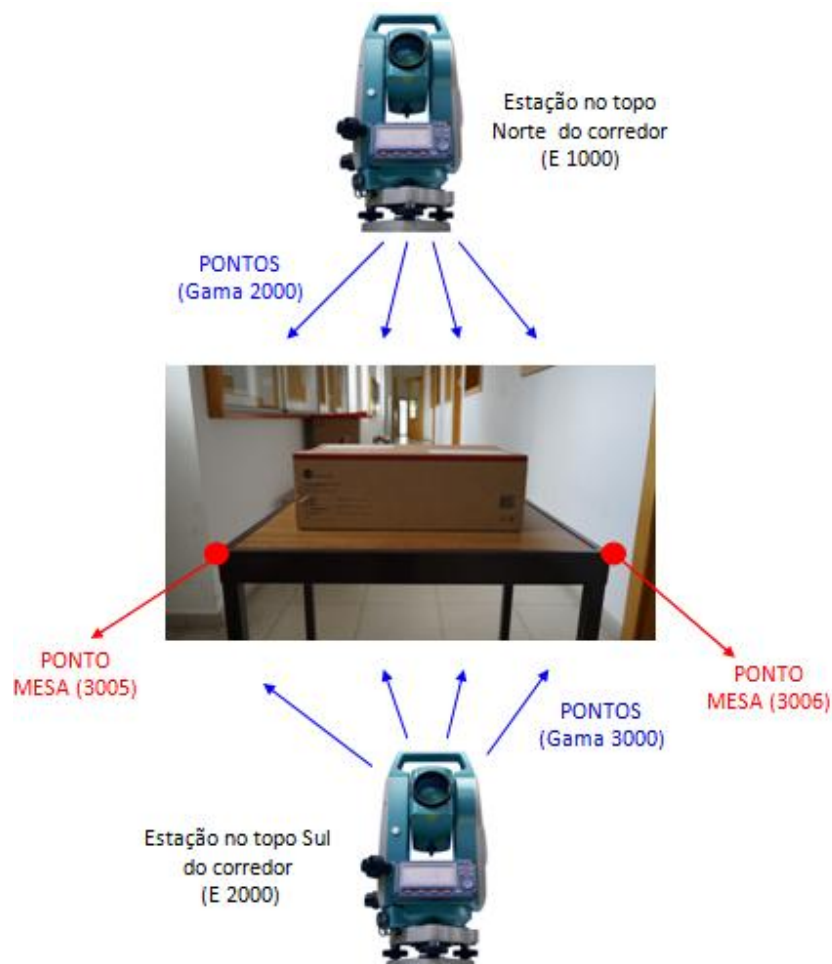 Estação no topo
Norte do corredor
(E 1000)
PONTOS
(Gama 2000)
PONTO
MESA (3005)
PONTO
MESA (3006)
PONTOS
(Gama 3000)
Estação no topo Sul
do corredor
(E 2000)